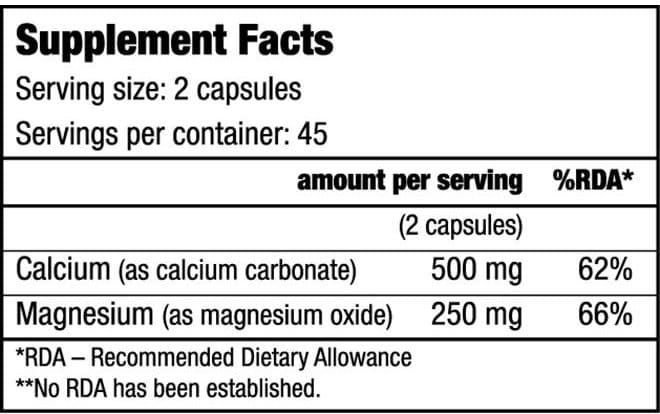 Supplement Facts
Serving size: 2 capsules
Servings per container: 45
amount per serving %RDA*
(2 capsules)
Calcium (as calcium carbonate) 500 mg 62%
Magnesium (as magnesium oxide) 250 mg 66%
*RDA – Recommended Dietary Allowance
**No RDA has been established.